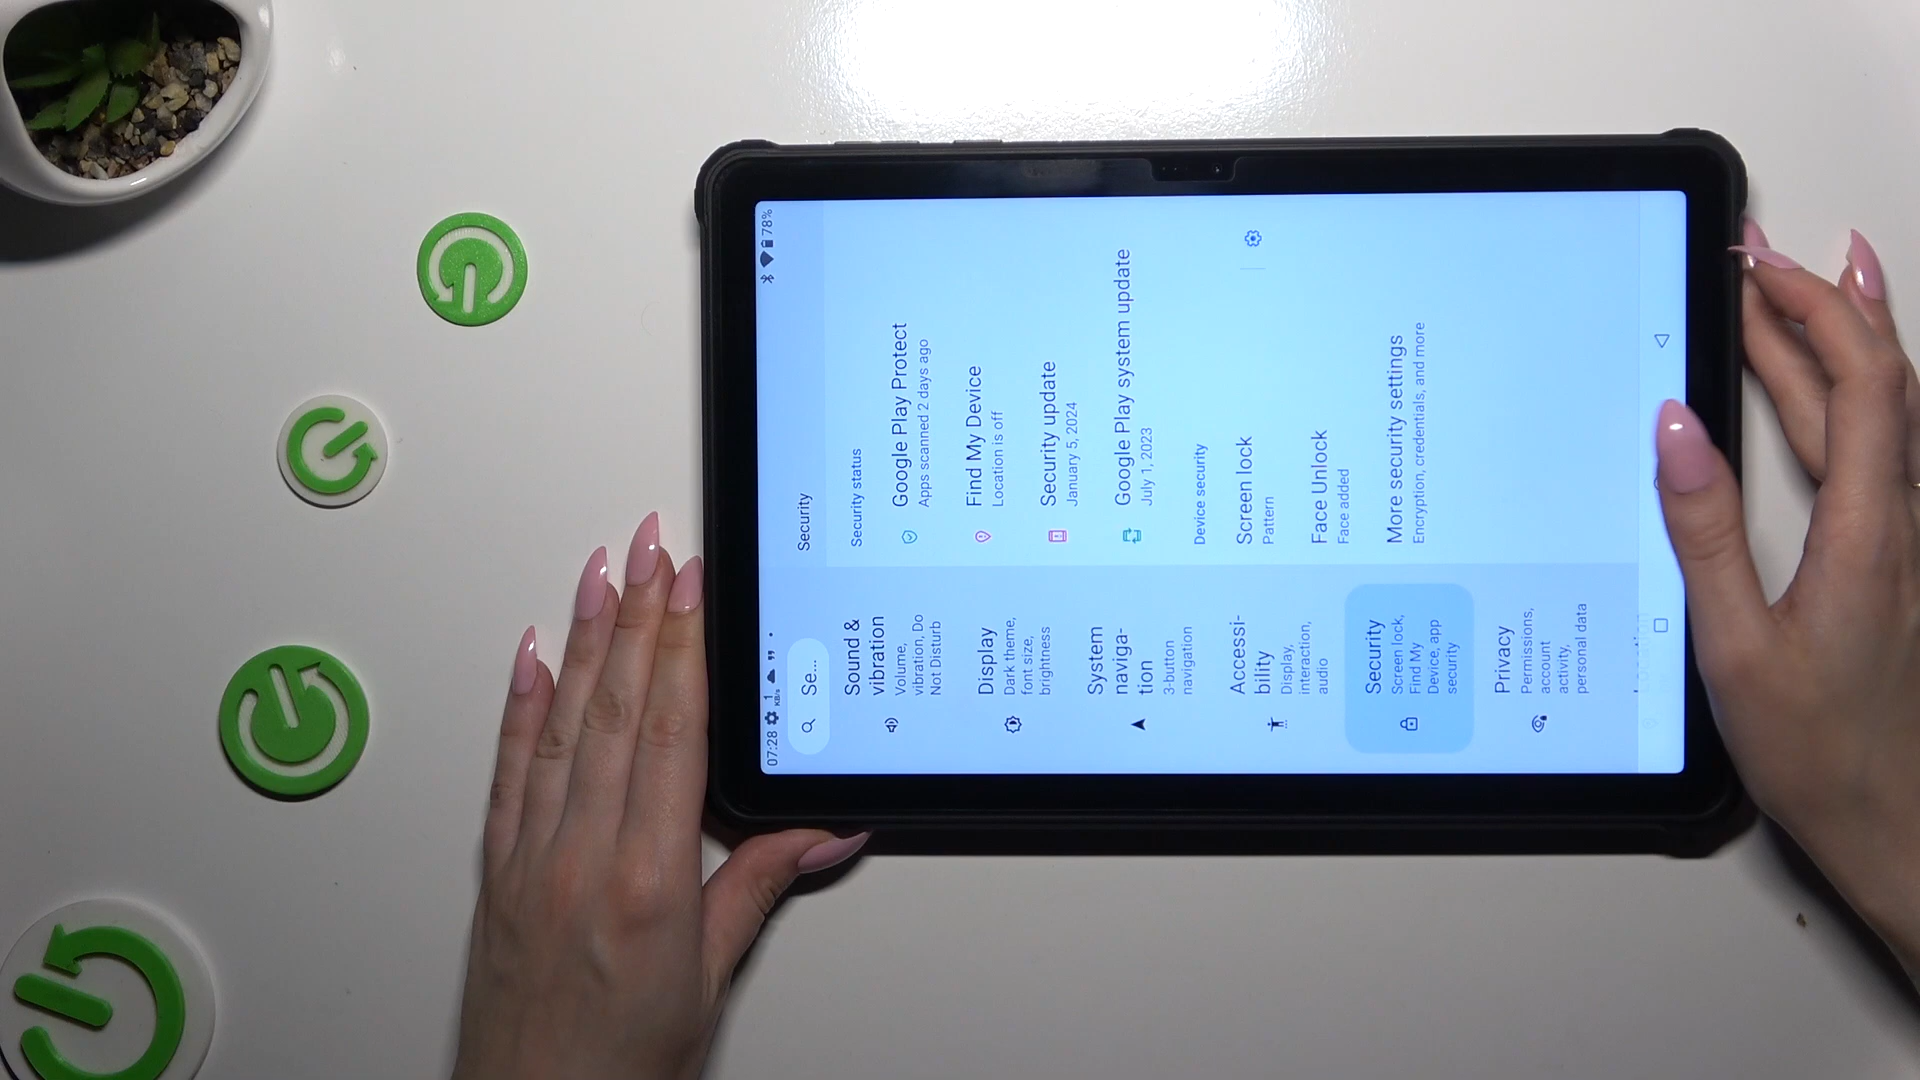 07:28 1 KB/s 78%
Se...
Sound &
vibration
Volume,
vibration, Do
Not Disturb
Display
Dark theme,
font size,
brightness
System
naviga-
tion
3-button
navigation
Accessi-
bility
Display,
interaction,
audio
Security
Screen lock,
Find My
Device, app
security
Privacy
Permissions,
account
activity,
personal data
Location
Security
Security status
Google Play Protect
Apps scanned 2 days ago
Find My Device
Location is off
Security update
January 5, 2024
Google Play system update
July 1, 2023
Device security
Screen lock
Pattern
Face Unlock
Face added
More security settings
Encryption, credentials, and more